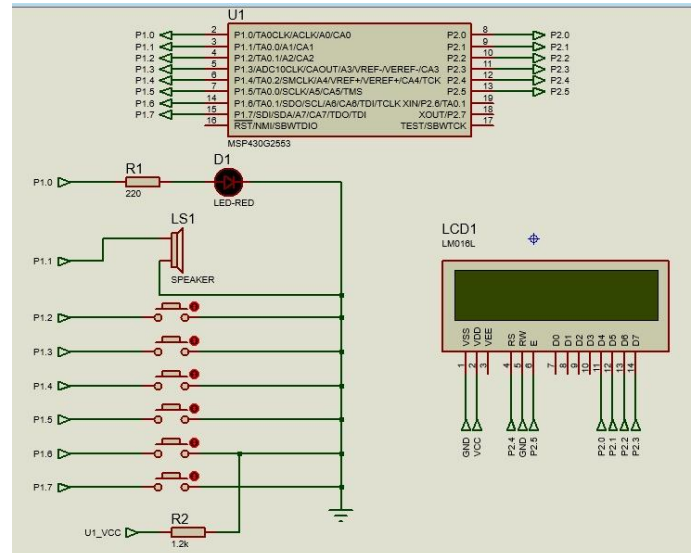 U1
P1.0 2 P1.0/TA0CLK/ACLK/A0/CA0 P2.0 8 P2.0
P1.1 3 P1.1/TA0.0/A1/CA1 P2.1 9 P2.1
P1.2 4 P1.2/TA0.1/A2/CA2 P2.2 10 P2.2
P1.3 5 P1.3/ADC10CLK/CAOUT/A3/VREF-/VEREF-/CA3 P2.3 11 P2.3
P1.4 6 P1.4/TA0.2/SMCLK/A4/VREF+/VEREF+/CA4/TCK P2.4 12 P2.4
P1.5 7 P1.5/TA0.0/SCLK/A5/CA5/TMS P2.5 13 P2.5
P1.6 14 P1.6/TA0.1/SDO/SCL/A6/CA6/TDI/TCLK XIN/P2.6/TA0.1 19
P1.7 15 P1.7/SDI/SDA/A7/CA7/TDO/TDI XOUT/P2.7 18
16 RST/NMI/SBWTDIO TEST/SBWTCK 17
MSP430G2553
R1
D1
P1.0
220
LED-RED
LS1
P1.1
SPEAKER
LCD1
LM016L
P1.2
P1.3
P1.4
P1.5
P1.6
P1.7
VSS VDD VEE RS RW E D0 D1 D2 D3 D4 D5 D6 D7
1 2 3 4 5 6 7 8 9 10 11 12 13 14
GND VCC P2.4 GND P2.5 P2.0 P2.1 P2.2 P2.3
R2
U1_VCC
1.2k